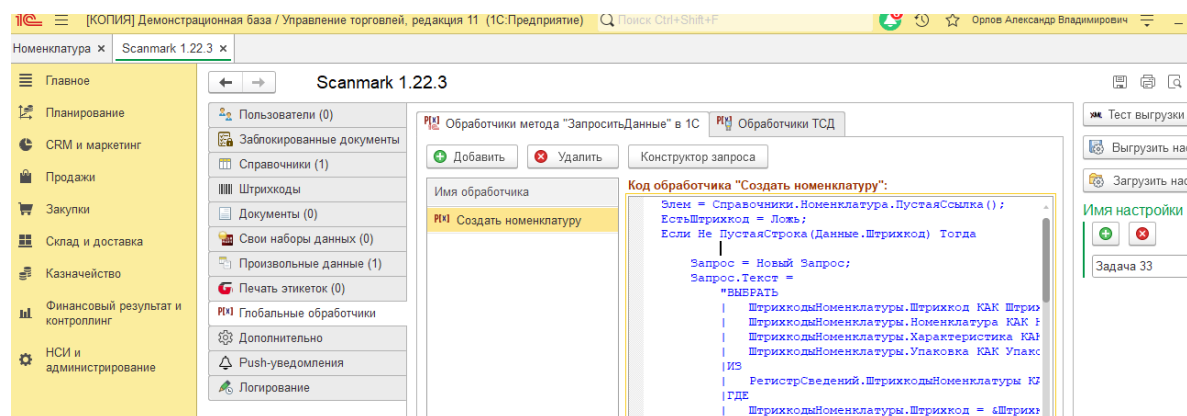 [КОПИЯ] Демонстрационная база / Управление торговлей, редакция 11 (1С:Предприятие)
Поиск Ctrl+Shift+F
Орлов Александр Владимирович
Номенклатура ×
Scanmark 1.22.3 ×
Главное
Планирование
CRM и маркетинг
Продажи
Закупки
Склад и доставка
Казначейство
Финансовый результат и
контроллинг
НСИ и
администрирование
Scanmark 1.22.3
Пользователи (0)
Заблокированные документы
Справочники (1)
Штрихкоды
Документы (0)
Свои наборы данных (0)
Произвольные данные (1)
Печать этикеток (0)
Глобальные обработчики
Дополнительно
Push-уведомления
Логирование
Обработчики метода "ЗапроситьДанные" в 1С
Обработчики ТСД
Добавить
Удалить
Конструктор запроса
Имя обработчика
Создать номенклатуру
Код обработчика "Создать номенклатуру":
Элем = Справочники.Номенклатура.ПустаяСсылка();
ЕстьШтрихкод = Ложь;
Если Не ПустаяСтрока(Данные.Штрихкод) Тогда
Запрос = Новый Запрос;
Запрос.Текст =
"ВЫБРАТЬ
| ШтрихкодыНоменклатуры.Штрихкод КАК Штрих
| ШтрихкодыНоменклатуры.Номенклатура КАК Н
| ШтрихкодыНоменклатуры.Характеристика КАК
| ШтрихкодыНоменклатуры.Упаковка КАК Упако
|ИЗ
| РегистрСведений.ШтрихкодыНоменклатуры КА
|ГДЕ
| ШтрихкодыНоменклатуры.Штрихкод = &Штрихк
Тест выгрузки
Выгрузить нас
Загрузить нас
Имя настройки
Задача 33